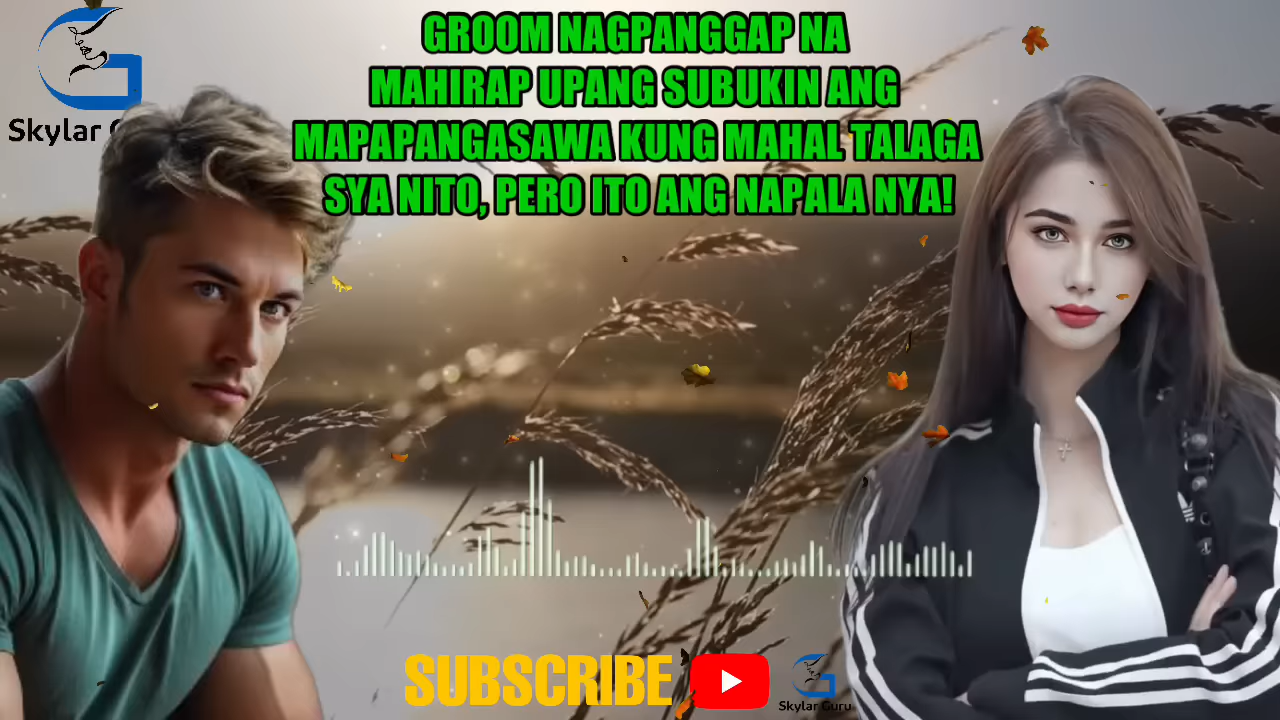 GROOM NAGPANGGAP NA
MAHIRAP UPANG SUBUKIN ANG
MAPAPANGASAWA KUNG MAHAL TALAGA
SYA NITO, PERO ITO ANG NAPALA NYA!
Skylar G
SUBSCRIBE
Skylar Guru